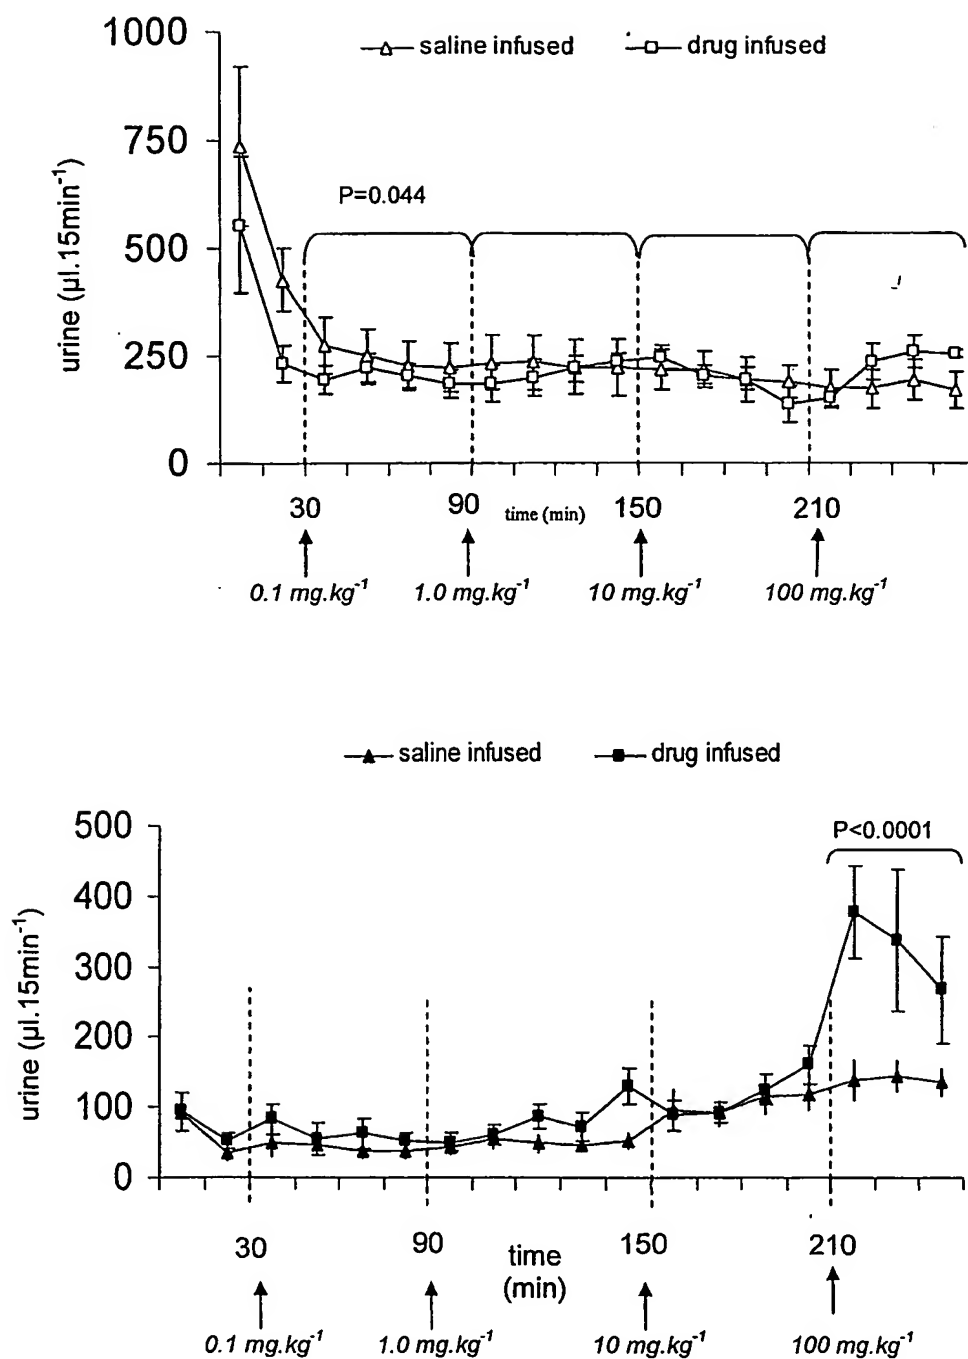 1000
saline infused drug infused
750
P=0.044
500
250
0
urine (µl.15min⁻¹)
30 90 time (min) 150 210
0.1 mg.kg⁻¹ 1.0 mg.kg⁻¹ 10 mg.kg⁻¹ 100 mg.kg⁻¹
saline infused drug infused
500
P<0.0001
400
300
200
100
0
urine (µl.15min⁻¹)
30 90 time 150 210
(min)
0.1 mg.kg⁻¹ 1.0 mg.kg⁻¹ 10 mg.kg⁻¹ 100 mg.kg⁻¹